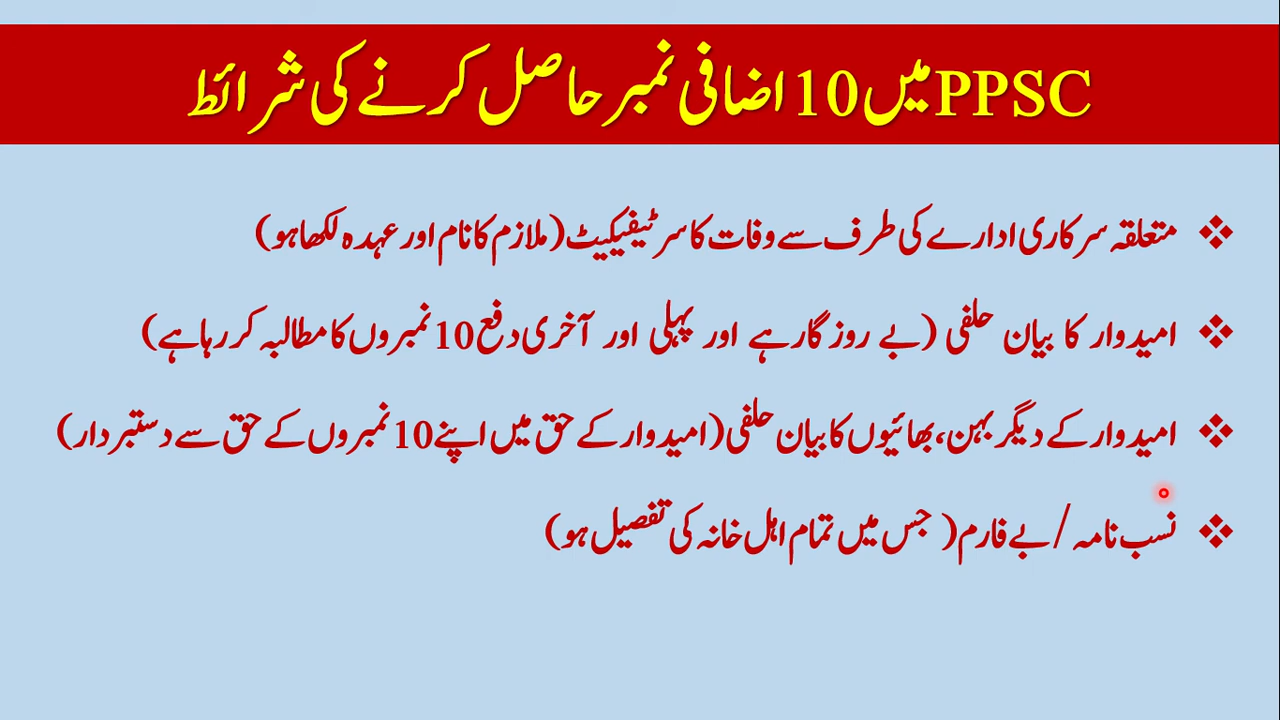 PPSC میں 10 اضافی نمبر حاصل کرنے کی شرائط
❖ متعلقہ سرکاری ادارے کی طرف سے وفات کا سرٹیفیکیٹ (ملازم کا نام اور عہدہ لکھا ہو)
❖ امیدوار کا بیان حلفی (بے روزگار ہے اور پہلی اور آخری دفع 10 نمبروں کا مطالبہ کر رہا ہے)
❖ امیدوار کے دیگر بہن، بھائیوں کا بیان حلفی (امیدوار کے حق میں اپنے 10 نمبروں کے حق سے دستبردار)
❖ نسب نامہ / بے فارم ( جس میں تمام اہل خانہ کی تفصیل ہو)